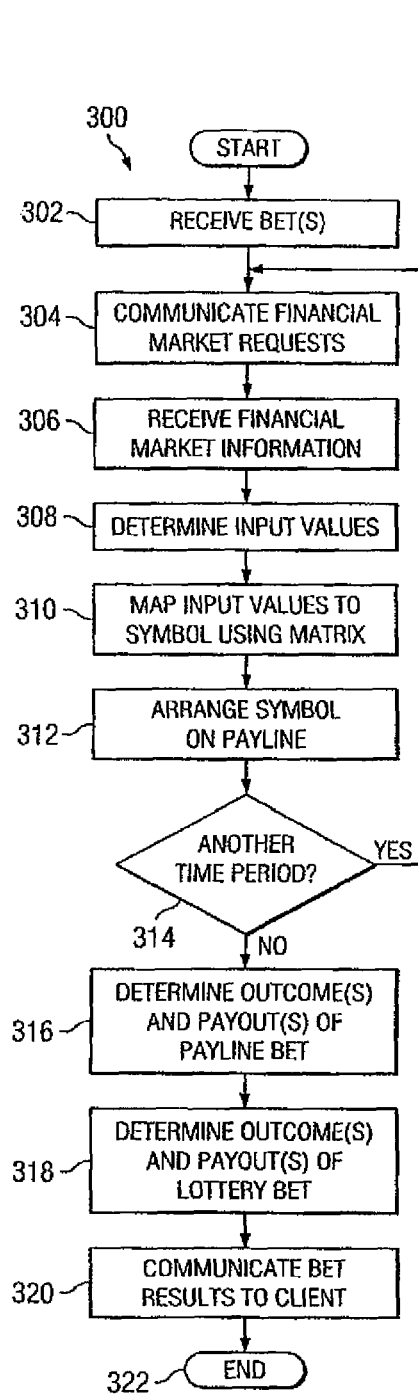 300
START
302
RECEIVE BET(S)
304
COMMUNICATE FINANCIAL
MARKET REQUESTS
306
RECEIVE FINANCIAL
MARKET INFORMATION
308
DETERMINE INPUT VALUES
310
MAP INPUT VALUES TO
SYMBOL USING MATRIX
312
ARRANGE SYMBOL
ON PAYLINE
ANOTHER
TIME PERIOD?
YES
314
NO
316
DETERMINE OUTCOME(S)
AND PAYOUT(S) OF
PAYLINE BET
318
DETERMINE OUTCOME(S)
AND PAYOUT(S) OF
LOTTERY BET
320
COMMUNICATE BET
RESULTS TO CLIENT
322
END